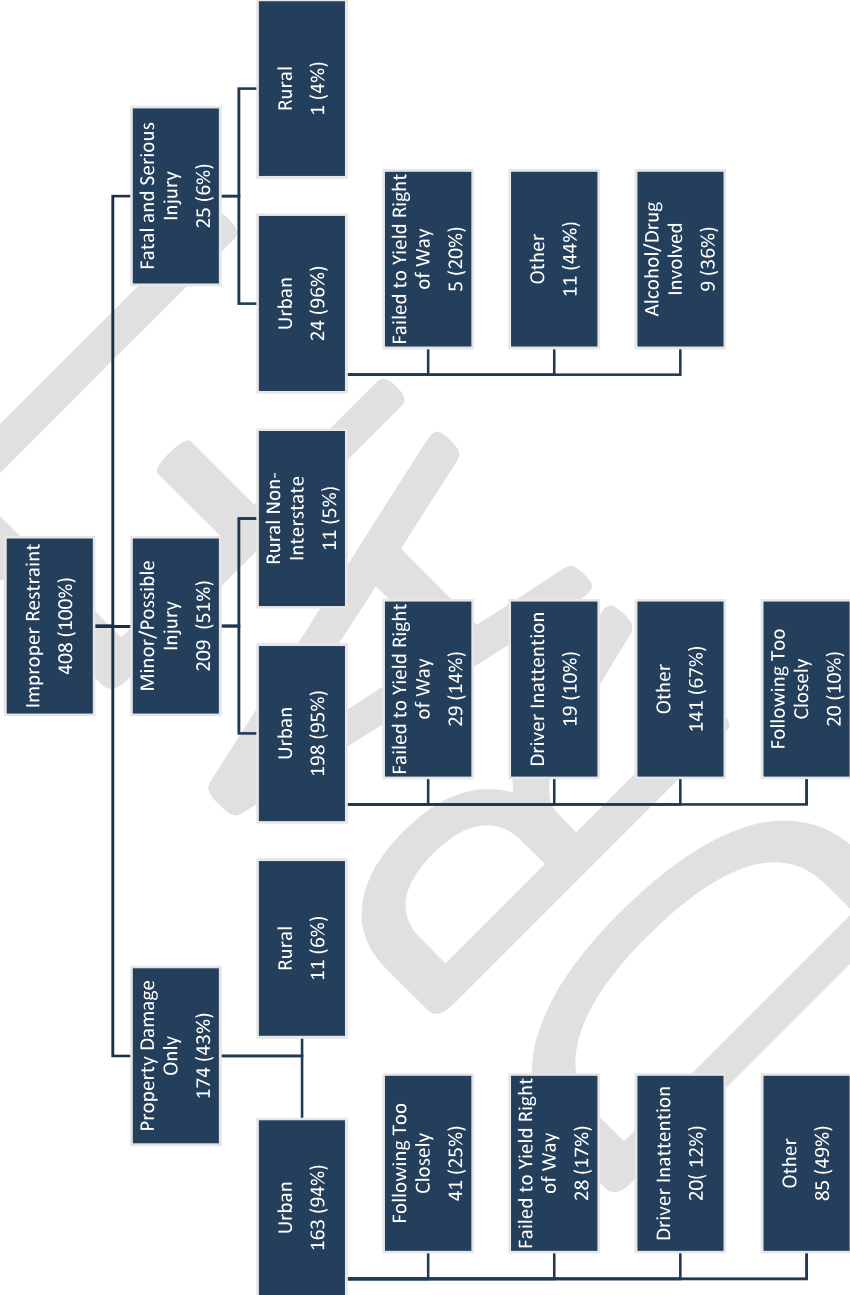 Improper Restraint
408 (100%)
Property Damage
Only
174 (43%)
Minor/Possible
Injury
209 (51%)
Fatal and Serious
Injury
25 (6%)
Urban
163 (94%)
Rural
11 (6%)
Urban
198 (95%)
Rural Non-
Interstate
11 (5%)
Urban
24 (96%)
Rural
1 (4%)
Following Too
Closely
41 (25%)
Failed to Yield Right
of Way
28 (17%)
Driver Inattention
20( 12%)
Other
85 (49%)
Failed to Yield Right
of Way
29 (14%)
Driver Inattention
19 (10%)
Other
141 (67%)
Following Too
Closely
20 (10%)
Failed to Yield Right
of Way
5 (20%)
Other
11 (44%)
Alcohol/Drug
Involved
9 (36%)
DRAFT